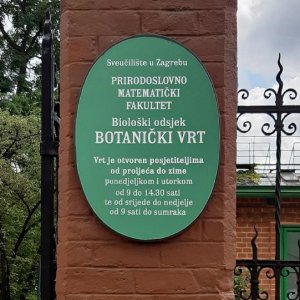 Sveučilište u Zagrebu
PRIRODOSLOVNO
MATEMATIČKI
FAKULTET
Biološki odsjek
BOTANIČKI VRT
Vrt je otvoren posjetiteljima
od proljeća do zime
ponedjeljkom i utorkom
od 9 do 14.30 sati
te od srijede do nedjelje
od 9 sati do sumraka